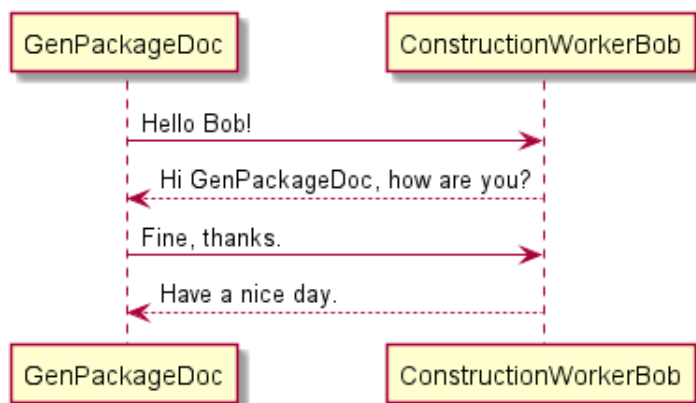 GenPackageDoc
ConstructionWorkerBob
Hello Bob!
Hi GenPackageDoc, how are you?
Fine, thanks.
Have a nice day.
GenPackageDoc
ConstructionWorkerBob